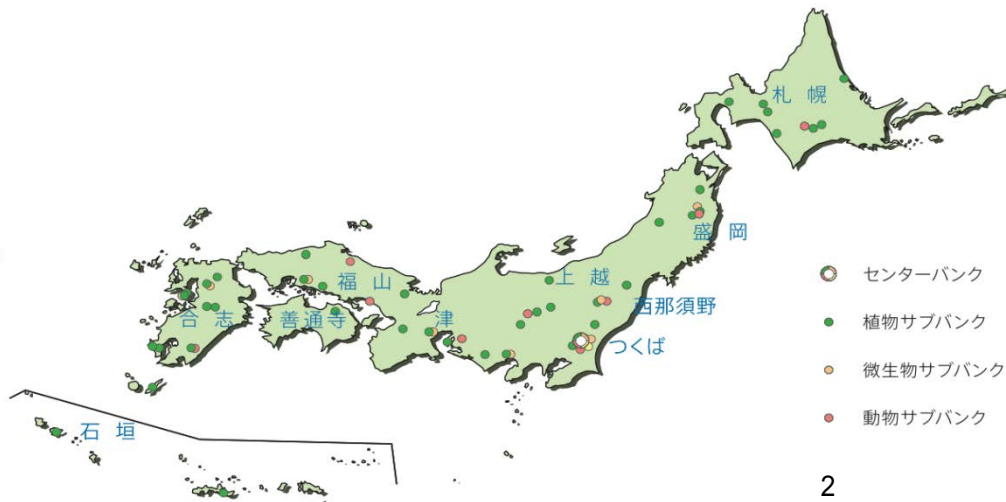 札 幌
盛 岡
上 越
西那須野
つくば
福 山
津
善通寺
合 志
石 垣
センターバンク
植物サブバンク
微生物サブバンク
動物サブバンク
2